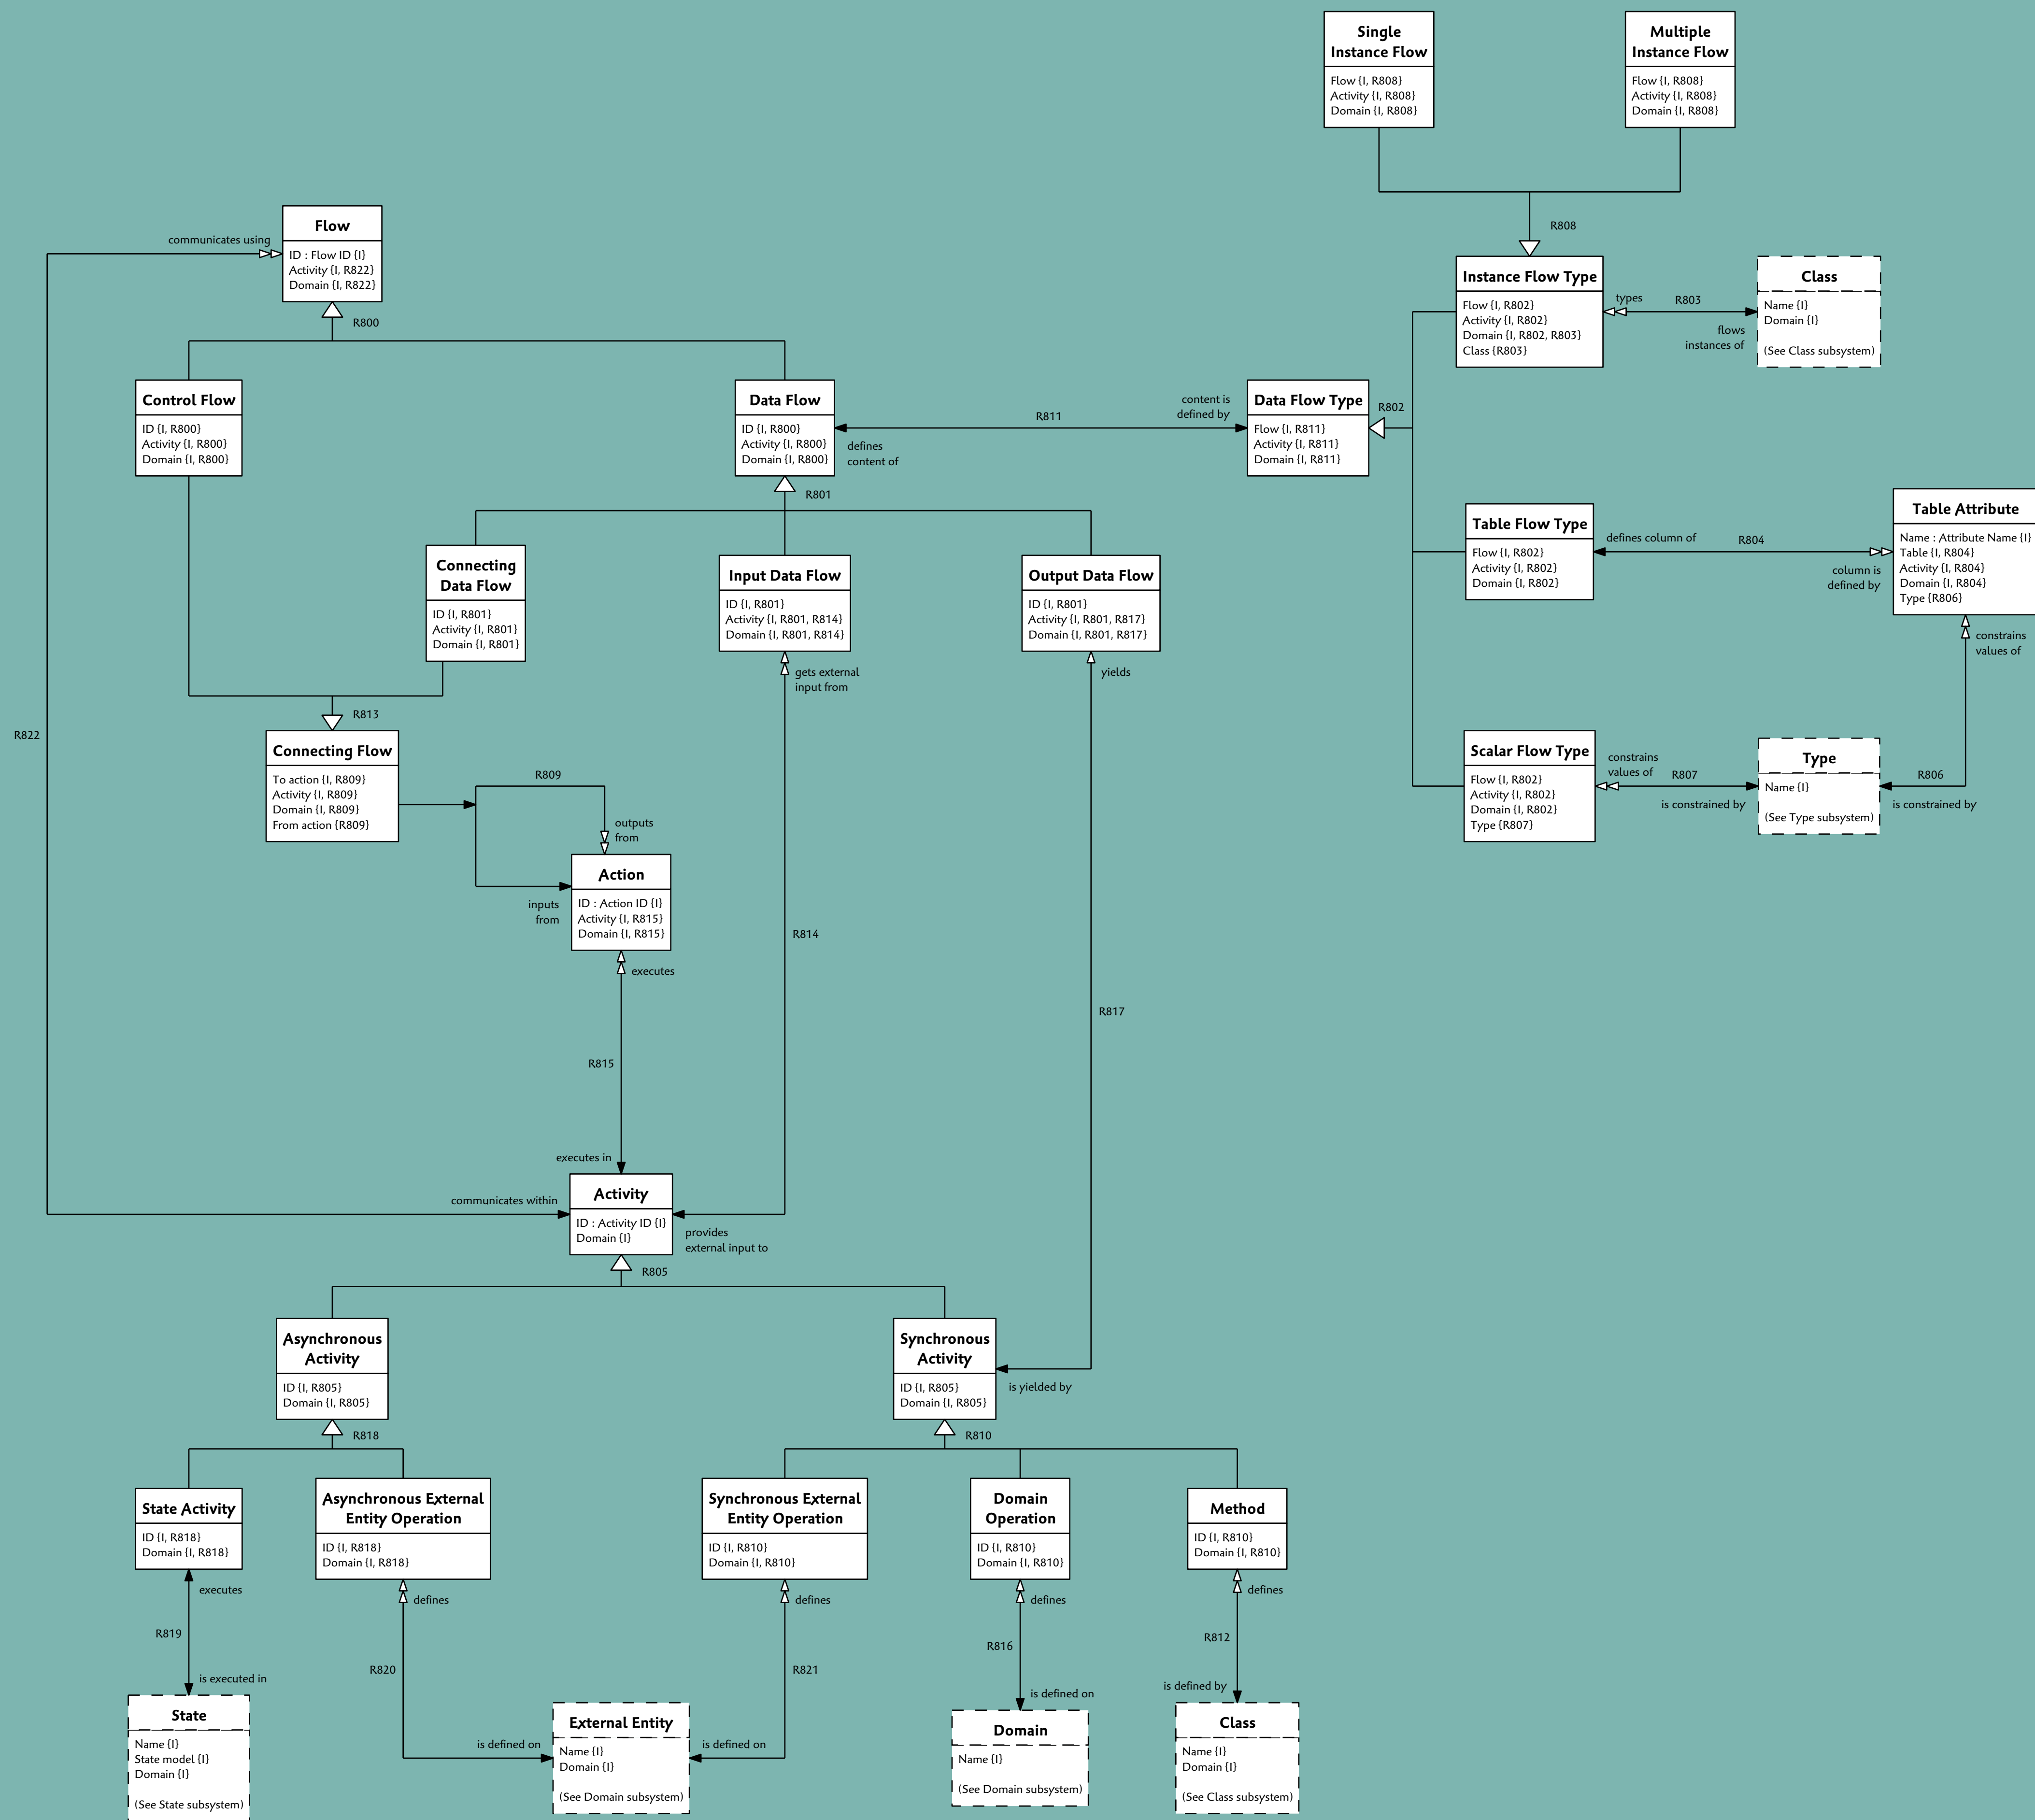 Single
Instance Flow
Flow {I, R808}
Activity {I, R808}
Domain {I, R808}
Multiple
Instance Flow
Flow {I, R808}
Activity {I, R808}
Domain {I, R808}
R808
Flow
ID : Flow ID {I}
Activity {I, R822}
Domain {I, R822}
communicates using
R800
Instance Flow Type
Flow {I, R802}
Activity {I, R802}
Domain {I, R802, R803}
Class {R803}
types
R803
flows
instances of
Class
Name {I}
Domain {I}
(See Class subsystem)
Control Flow
ID {I, R800}
Activity {I, R800}
Domain {I, R800}
Data Flow
ID {I, R800}
Activity {I, R800}
Domain {I, R800}
defines
content of
R811
content is
defined by
Data Flow Type
Flow {I, R811}
Activity {I, R811}
Domain {I, R811}
R802
R801
Connecting
Data Flow
ID {I, R801}
Activity {I, R801}
Domain {I, R801}
Input Data Flow
ID {I, R801}
Activity {I, R801, R814}
Domain {I, R801, R814}
gets external
input from
Output Data Flow
ID {I, R801}
Activity {I, R801, R817}
Domain {I, R801, R817}
yields
Table Flow Type
Flow {I, R802}
Activity {I, R802}
Domain {I, R802}
defines column of
R804
column is
defined by
Table Attribute
Name : Attribute Name {I}
Table {I, R804}
Activity {I, R804}
Domain {I, R804}
Type {R806}
constrains
values of
R813
R822
Connecting Flow
To action {I, R809}
Activity {I, R809}
Domain {I, R809}
From action {R809}
R809
outputs
from
inputs
from
Scalar Flow Type
Flow {I, R802}
Activity {I, R802}
Domain {I, R802}
Type {R807}
constrains
values of
R807
is constrained by
Type
Name {I}
(See Type subsystem)
R806
is constrained by
Action
ID : Action ID {I}
Activity {I, R815}
Domain {I, R815}
executes
R814
R817
R815
executes in
communicates within
Activity
ID : Activity ID {I}
Domain {I}
provides
external input to
R805
Asynchronous
Activity
ID {I, R805}
Domain {I, R805}
Synchronous
Activity
ID {I, R805}
Domain {I, R805}
is yielded by
R818
R810
State Activity
ID {I, R818}
Domain {I, R818}
Asynchronous External
Entity Operation
ID {I, R818}
Domain {I, R818}
Synchronous External
Entity Operation
ID {I, R810}
Domain {I, R810}
Domain
Operation
ID {I, R810}
Domain {I, R810}
Method
ID {I, R810}
Domain {I, R810}
executes
R819
is executed in
defines
R820
is defined on
defines
R821
is defined on
defines
R816
is defined on
defines
R812
is defined by
State
Name {I}
State model {I}
Domain {I}
(See State subsystem)
External Entity
Name {I}
Domain {I}
(See Domain subsystem)
Domain
Name {I}
(See Domain subsystem)
Class
Name {I}
Domain {I}
(See Class subsystem)